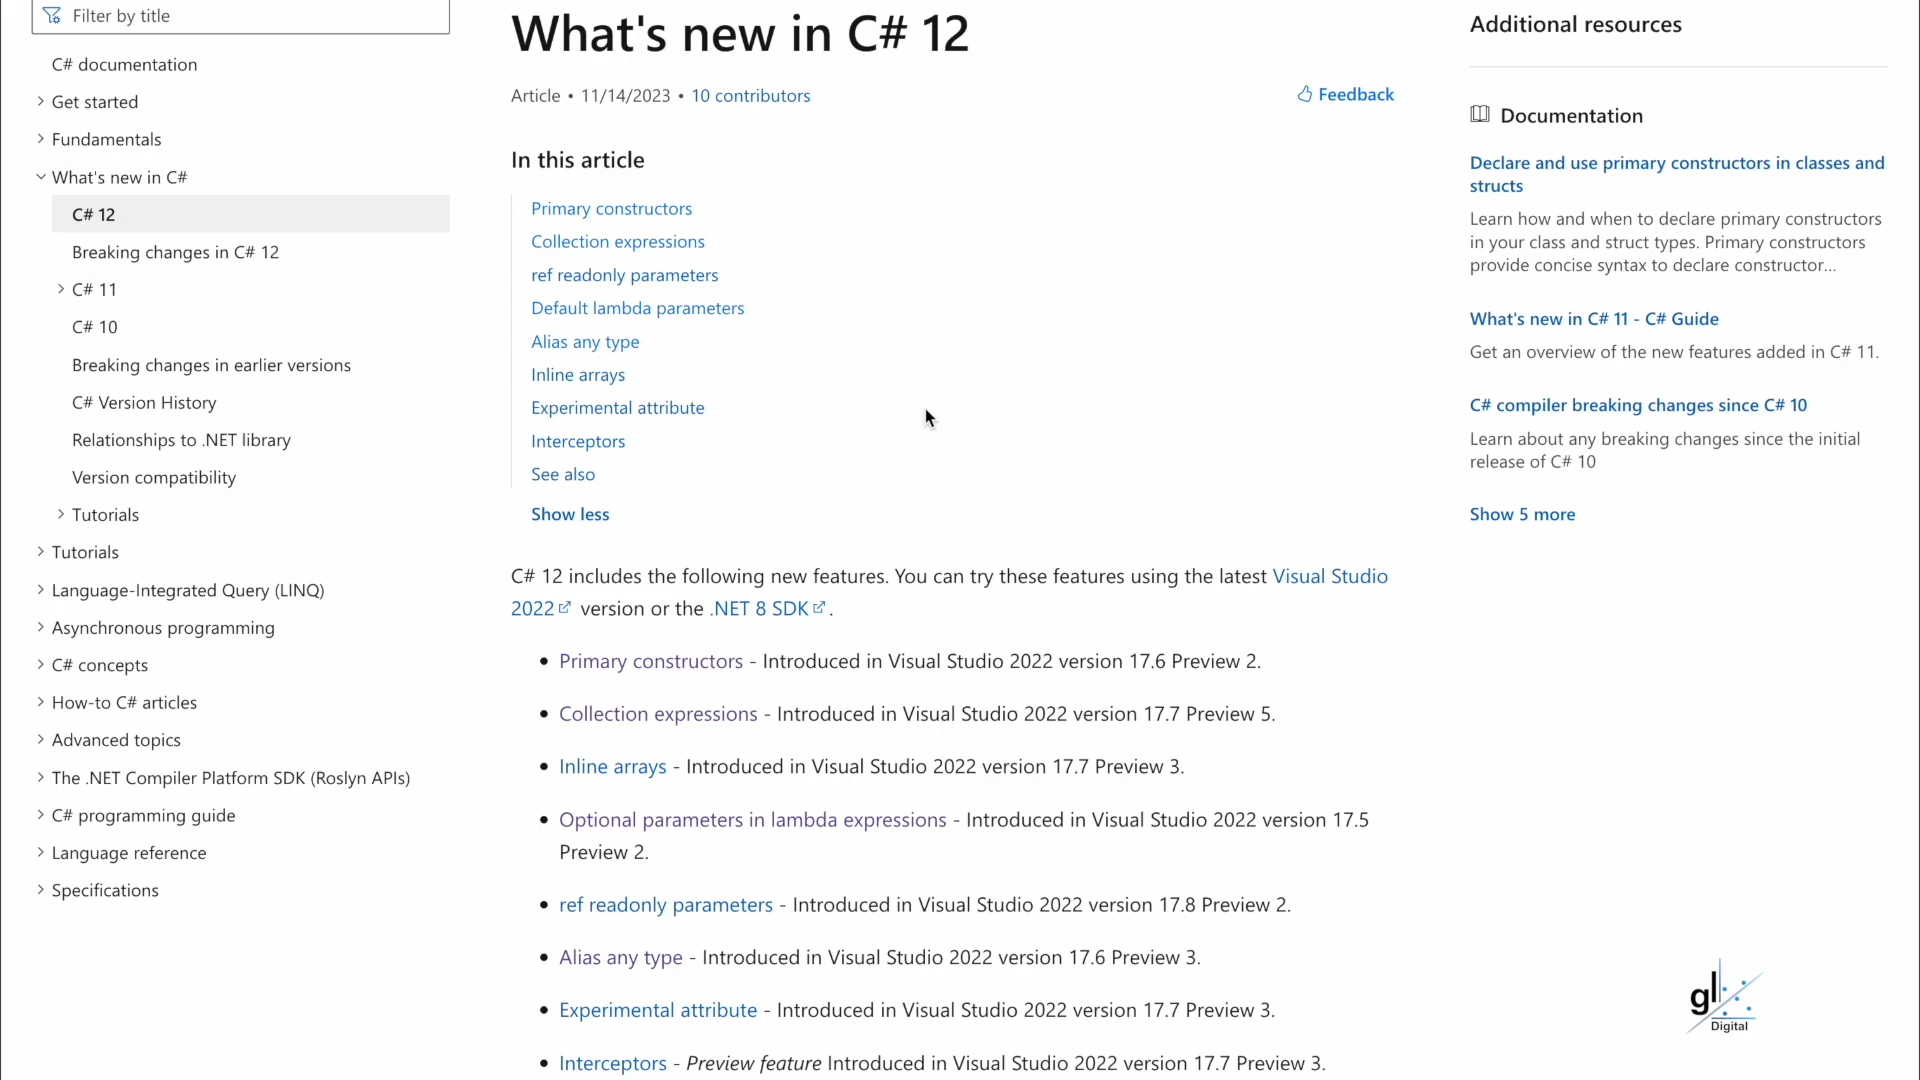 Filter by title
C# documentation
Get started
Fundamentals
What's new in C#
C# 12
Breaking changes in C# 12
C# 11
C# 10
Breaking changes in earlier versions
C# Version History
Relationships to .NET library
Version compatibility
Tutorials
Tutorials
Language-Integrated Query (LINQ)
Asynchronous programming
C# concepts
How-to C# articles
Advanced topics
The .NET Compiler Platform SDK (Roslyn APIs)
C# programming guide
Language reference
Specifications
What's new in C# 12
Article • 11/14/2023 • 10 contributors
Feedback
In this article
Primary constructors
Collection expressions
ref readonly parameters
Default lambda parameters
Alias any type
Inline arrays
Experimental attribute
Interceptors
See also
Show less
C# 12 includes the following new features. You can try these features using the latest Visual Studio
2022 version or the .NET 8 SDK .
• Primary constructors - Introduced in Visual Studio 2022 version 17.6 Preview 2.
• Collection expressions - Introduced in Visual Studio 2022 version 17.7 Preview 5.
• Inline arrays - Introduced in Visual Studio 2022 version 17.7 Preview 3.
• Optional parameters in lambda expressions - Introduced in Visual Studio 2022 version 17.5
Preview 2.
• ref readonly parameters - Introduced in Visual Studio 2022 version 17.8 Preview 2.
• Alias any type - Introduced in Visual Studio 2022 version 17.6 Preview 3.
• Experimental attribute - Introduced in Visual Studio 2022 version 17.7 Preview 3.
• Interceptors - Preview feature Introduced in Visual Studio 2022 version 17.7 Preview 3.
Additional resources
Documentation
Declare and use primary constructors in classes and
structs
Learn how and when to declare primary constructors
in your class and struct types. Primary constructors
provide concise syntax to declare constructor...
What's new in C# 11 - C# Guide
Get an overview of the new features added in C# 11.
C# compiler breaking changes since C# 10
Learn about any breaking changes since the initial
release of C# 10
Show 5 more
gl
Digital